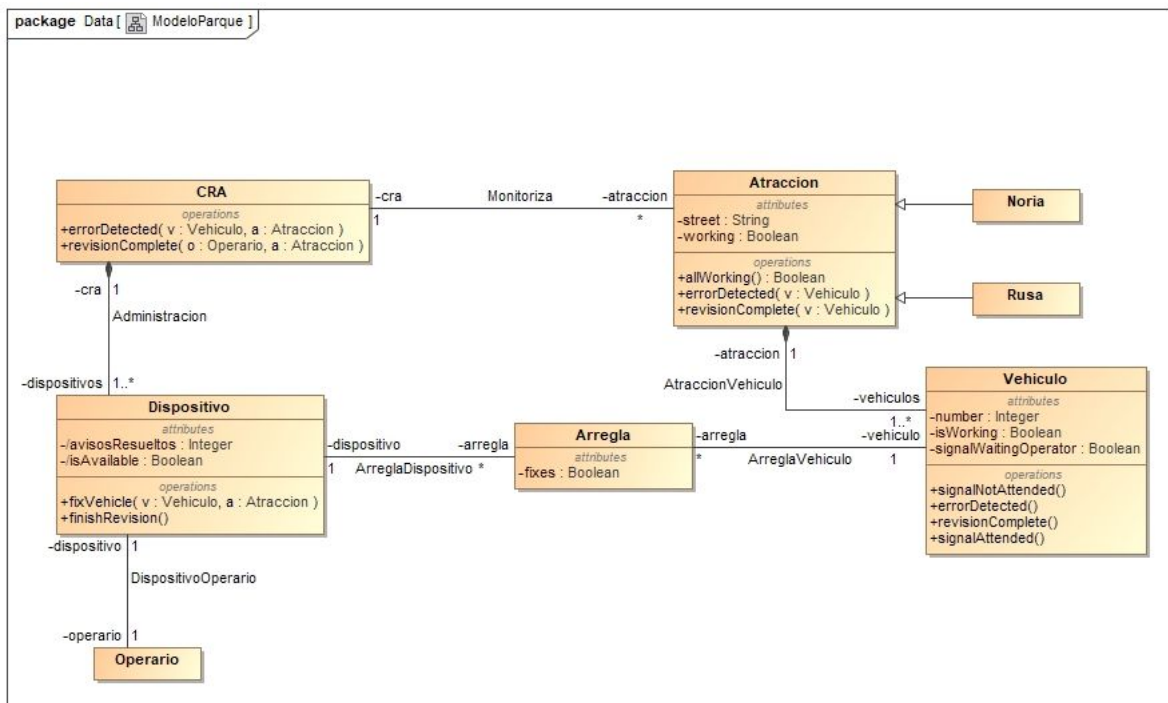 package Data [ ModeloParque ]
CRA
operations
+errorDetected( v : Vehiculo, a : Atraccion )
+revisionComplete( o : Operario, a : Atraccion )
-cra
1
Monitoriza
-atraccion
*
Atraccion
attributes
-street : String
-working : Boolean
operations
+allWorking() : Boolean
+errorDetected( v : Vehiculo )
+revisionComplete( v : Vehiculo )
Noria
Rusa
-cra 1
Administracion
-dispositivos 1..*
-atraccion 1
AtraccionVehiculo
-vehiculos
1..*
Dispositivo
attributes
-/avisosResueltos : Integer
-/isAvailable : Boolean
operations
+fixVehicle( v : Vehiculo, a : Atraccion )
+finishRevision()
-dispositivo
1
ArreglaDispositivo
-arregla
*
Arregla
attributes
-fixes : Boolean
-arregla
*
ArreglaVehiculo
-vehiculo
1
Vehiculo
attributes
-number : Integer
-isWorking : Boolean
-signalWaitingOperator : Boolean
operations
+signalNotAttended()
+errorDetected()
+revisionComplete()
+signalAttended()
-dispositivo 1
DispositivoOperario
-operario 1
Operario